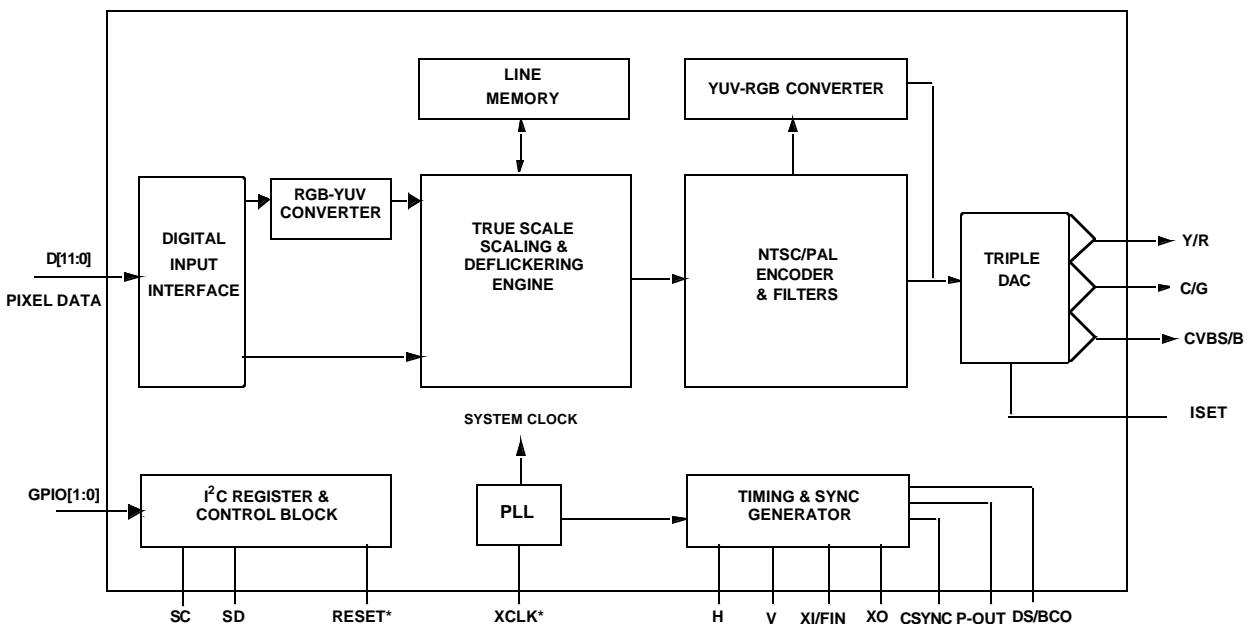 LINE
MEMORY
YUV-RGB CONVERTER
RGB-YUV
CONVERTER
TRUE SCALE
SCALING &
DEFLICKERING
ENGINE
DIGITAL
INPUT
INTERFACE
NTSC/PAL
ENCODER
& FILTERS
TRIPLE
DAC
D[11:0]
PIXEL DATA
Y/R
C/G
CVBS/B
ISET
SYSTEM CLOCK
GPIO[1:0]
I²C REGISTER &
CONTROL BLOCK
PLL
TIMING & SYNC
GENERATOR
SC
SD
RESET*
XCLK*
H
V
XI/FIN
XO
CSYNC
P-OUT
DS/BCO